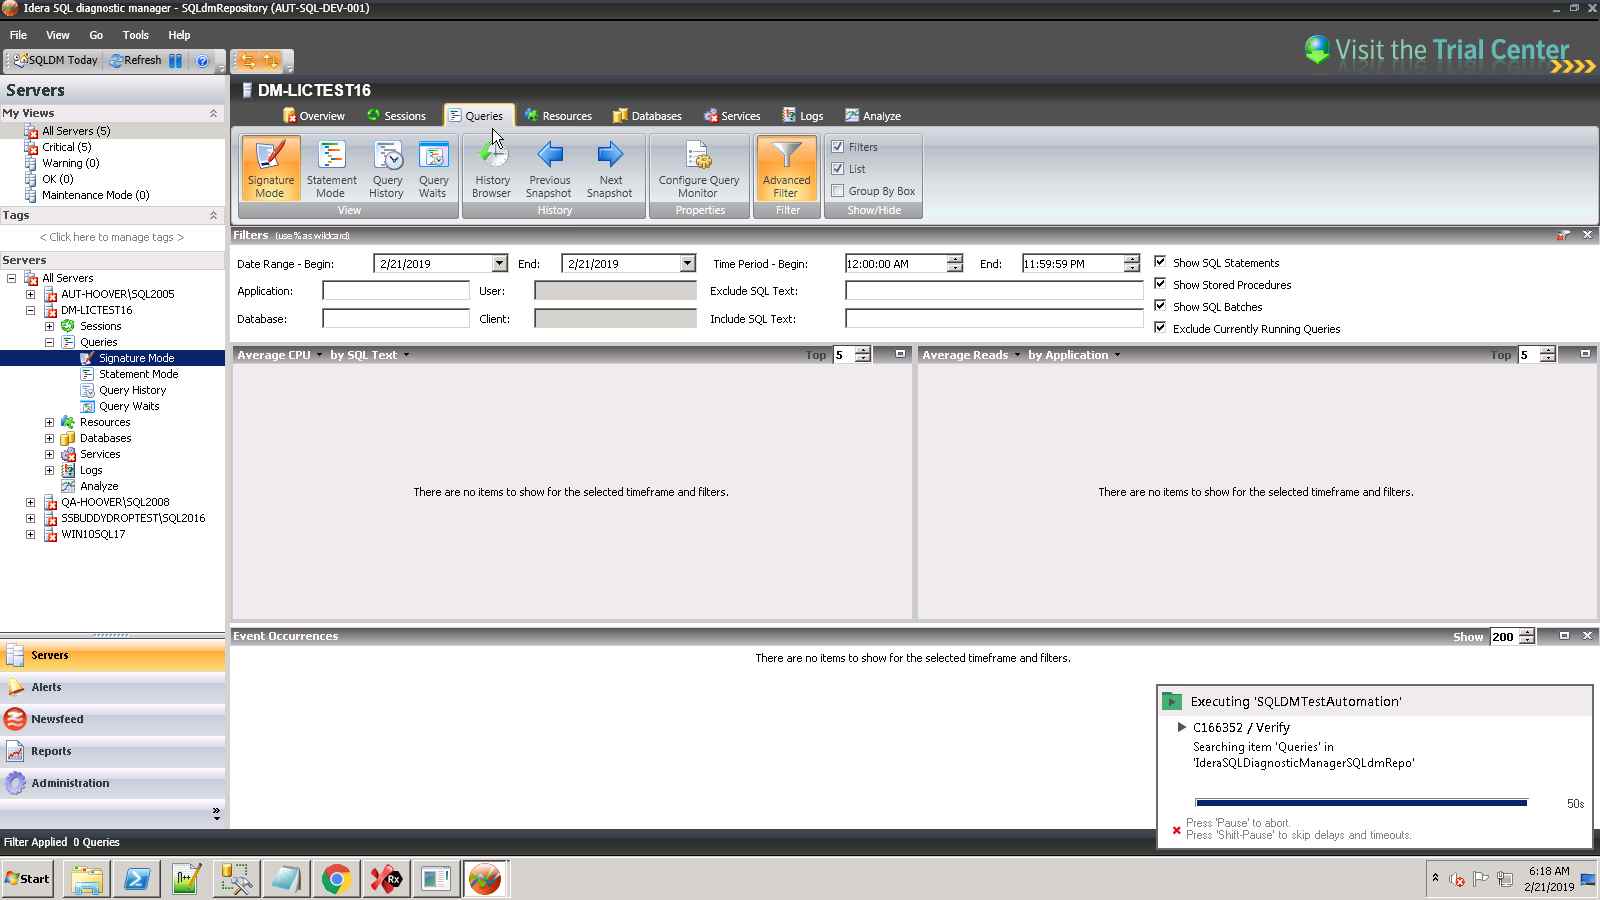 Idera SQL diagnostic manager - SQLdmRepository (AUT-SQL-DEV-001)
File View Go Tools Help
SQLDM Today Refresh
Visit the Trial Center
Servers
My Views
All Servers (5)
Critical (5)
Warning (0)
OK (0)
Maintenance Mode (0)
Tags
< Click here to manage tags >
Servers
All Servers
AUT-HOOVER\SQL2005
DM-LICTEST16
Sessions
Queries
Signature Mode
Statement Mode
Query History
Query Waits
Resources
Databases
Services
Logs
Analyze
QA-HOOVER\SQL2008
SSBUDDYDROPTEST\SQL2016
WIN10SQL17
Servers
Alerts
Newsfeed
Reports
Administration
DM-LICTEST16
Overview Sessions Queries Resources Databases Services Logs Analyze
Signature Mode
Statement Mode
Query History
Query Waits
View
History Browser
Previous Snapshot
Next Snapshot
History
Configure Query Monitor
Properties
Advanced Filter
Filter
Filters
List
Group By Box
Show/Hide
Filters (use % as wildcard)
Date Range - Begin: 2/21/2019 End: 2/21/2019 Time Period - Begin: 12:00:00 AM End: 11:59:59 PM Show SQL Statements
Show Stored Procedures
Application: User: Exclude SQL Text:
Show SQL Batches
Database: Client: Include SQL Text:
Exclude Currently Running Queries
Average CPU by SQL Text Top 5
There are no items to show for the selected timeframe and filters.
Average Reads by Application Top 5
There are no items to show for the selected timeframe and filters.
Event Occurrences Show 200
There are no items to show for the selected timeframe and filters.
Executing 'SQLDMTestAutomation'
C166352 / Verify
Searching item 'Queries' in
'IderaSQLDiagnosticManagerSQLdmRepo'
50s
Press 'Pause' to abort.
Press 'Shift-Pause' to skip delays and timeouts.
Filter Applied 0 Queries
Start
n++
Rx
6:18 AM
2/21/2019